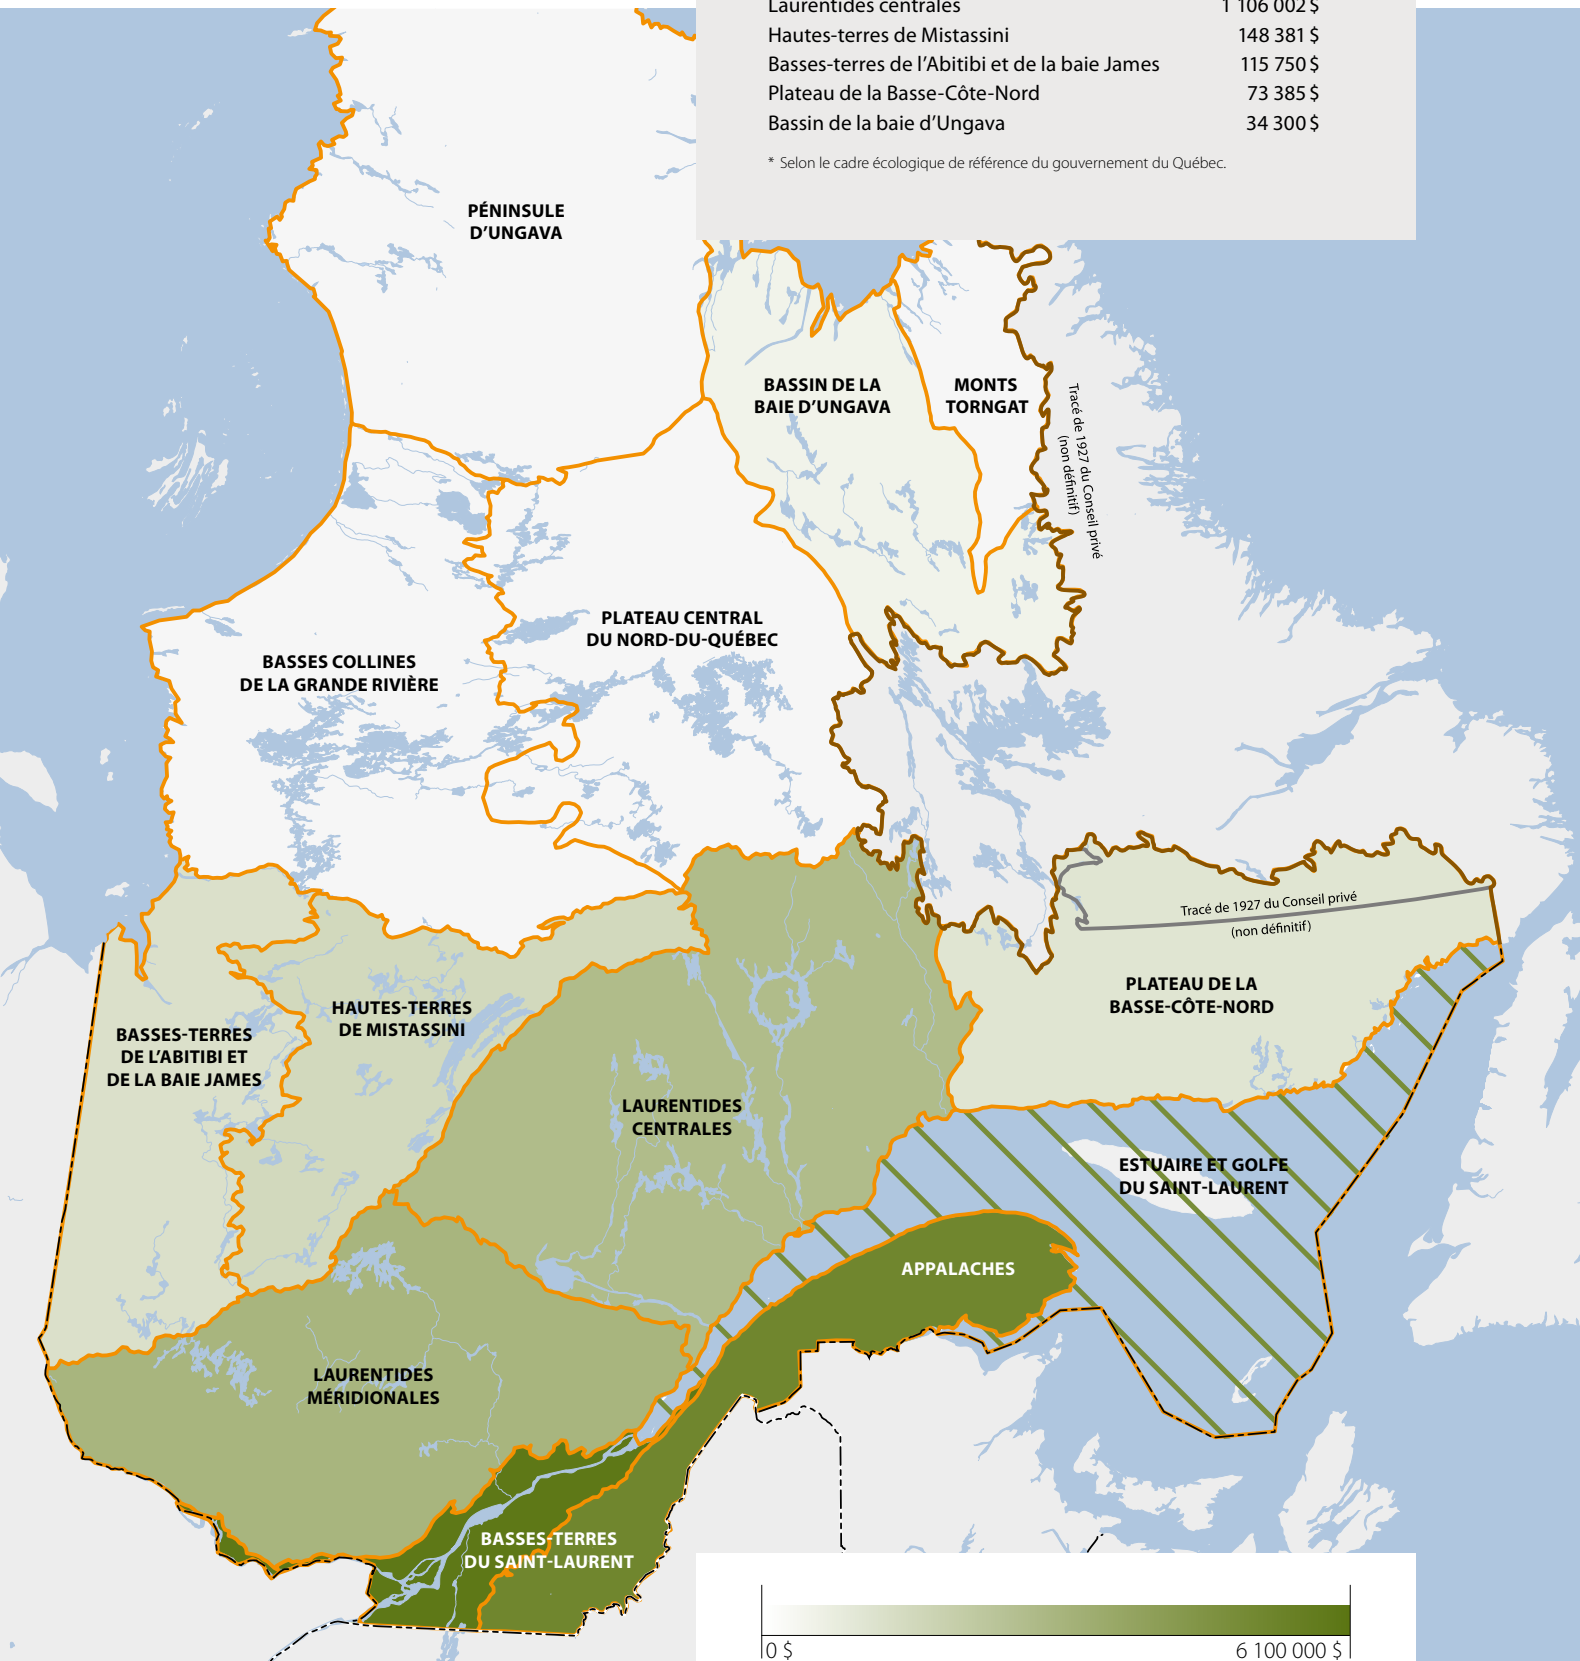 Laurentides centrales 1 106 002 $
Hautes-terres de Mistassini 148 381 $
Basses-terres de l'Abitibi et de la baie James 115 750 $
Plateau de la Basse-Côte-Nord 73 385 $
Bassin de la baie d'Ungava 34 300 $
* Selon le cadre écologique de référence du gouvernement du Québec.
PÉNINSULE
D'UNGAVA
BASSIN DE LA
BAIE D'UNGAVA
MONTS
TORNGAT
Tracé de 1927 du Conseil privé
(non définitif)
PLATEAU CENTRAL
DU NORD-DU-QUÉBEC
BASSES COLLINES
DE LA GRANDE RIVIÈRE
Tracé de 1927 du Conseil privé
(non définitif)
PLATEAU DE LA
BASSE-CÔTE-NORD
HAUTES-TERRES
DE MISTASSINI
BASSES-TERRES
DE L'ABITIBI ET
DE LA BAIE JAMES
LAURENTIDES
CENTRALES
ESTUAIRE ET GOLFE
DU SAINT-LAURENT
APPALACHES
LAURENTIDES
MÉRIDIONALES
BASSES-TERRES
DU SAINT-LAURENT
0 $
6 100 000 $